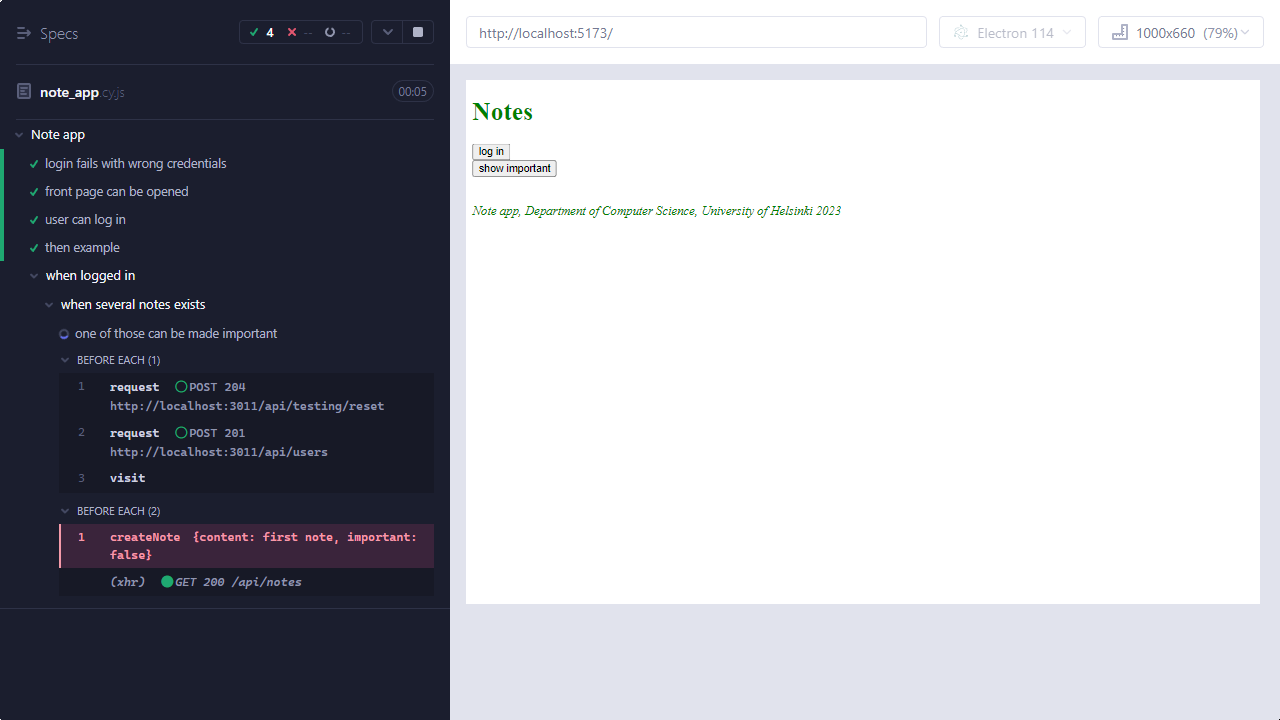 Specs
4 -- --
note_app.cy.js
00:05
Note app
login fails with wrong credentials
front page can be opened
user can log in
then example
when logged in
when several notes exists
one of those can be made important
BEFORE EACH (1)
1 request POST 204
http://localhost:3011/api/testing/reset
2 request POST 201
http://localhost:3011/api/users
3 visit
BEFORE EACH (2)
1 createNote {content: first note, important:
false}
(xhr) GET 200 /api/notes
http://localhost:5173/
Electron 114
1000x660 (79%)
Notes
log in
show important
Note app, Department of Computer Science, University of Helsinki 2023